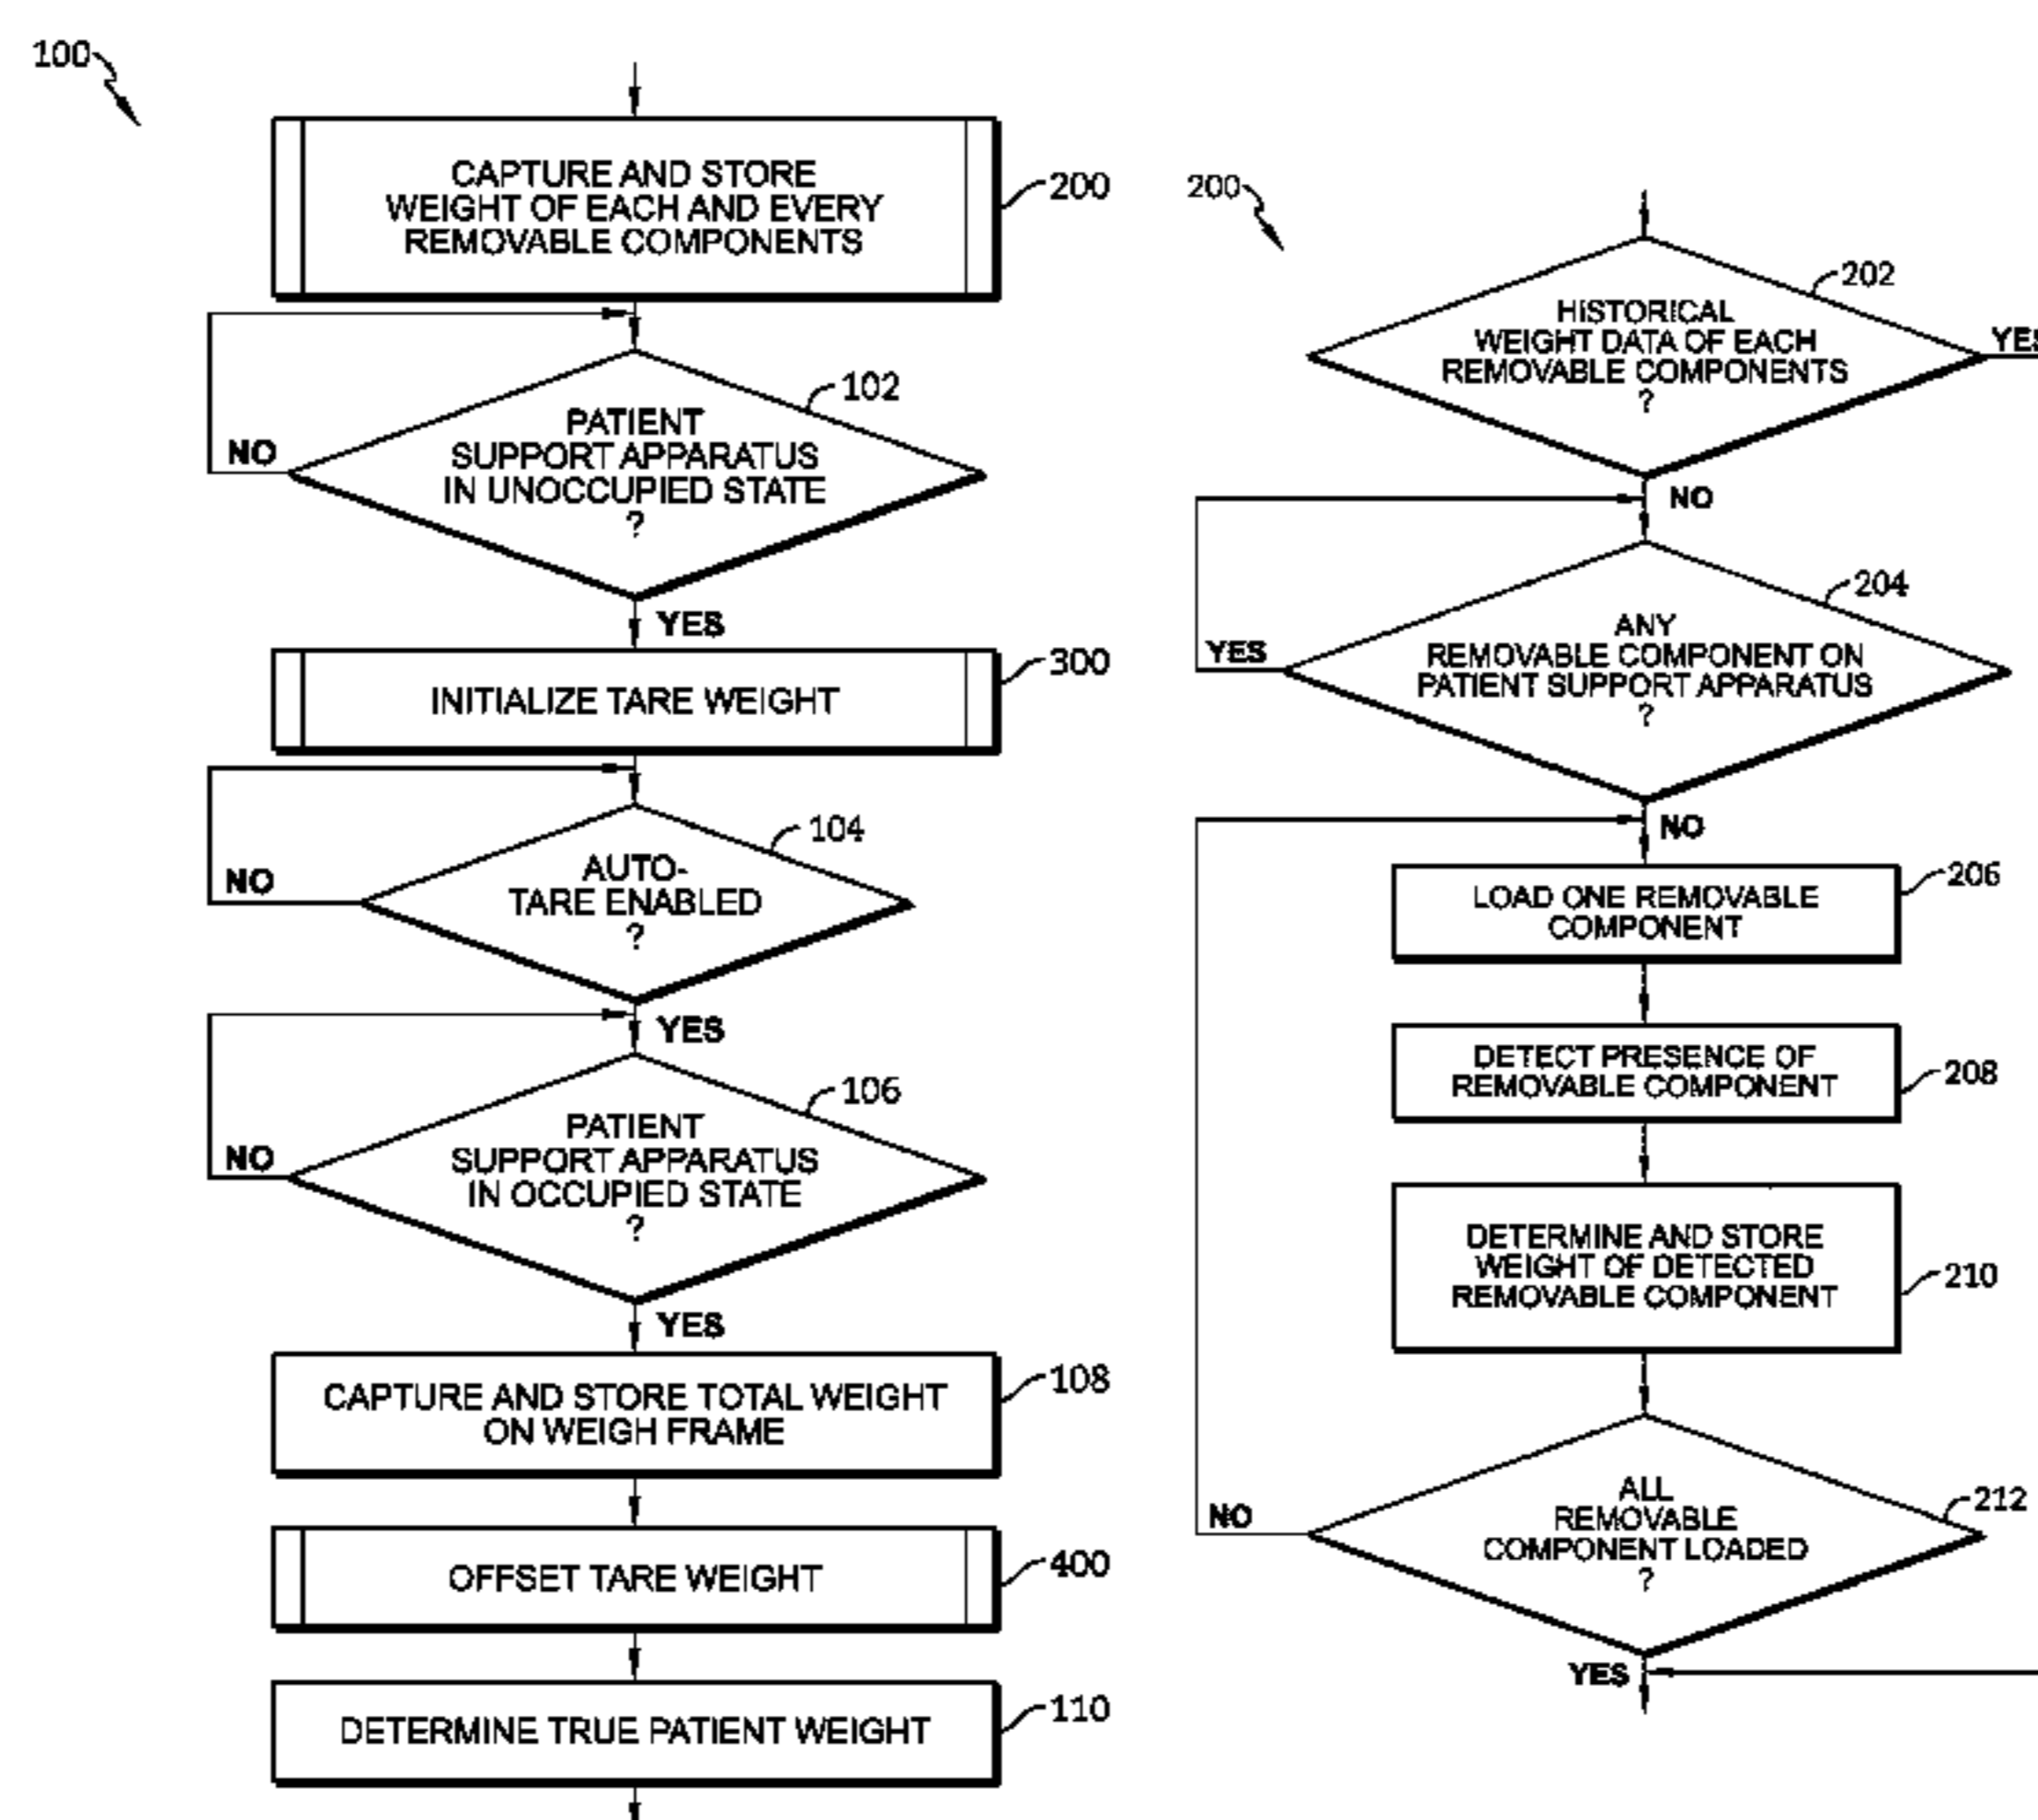 100
CAPTURE AND STORE
WEIGHT OF EACH AND EVERY
REMOVABLE COMPONENTS
200
102
PATIENT
SUPPORT APPARATUS
IN UNOCCUPIED STATE
?
NO
YES
INITIALIZE TARE WEIGHT
300
104
AUTO-
TARE ENABLED
?
NO
YES
106
PATIENT
SUPPORT APPARATUS
IN OCCUPIED STATE
?
NO
YES
CAPTURE AND STORE TOTAL WEIGHT
ON WEIGH FRAME
108
OFFSET TARE WEIGHT
400
DETERMINE TRUE PATIENT WEIGHT
110
200
202
HISTORICAL
WEIGHT DATA OF EACH
REMOVABLE COMPONENTS
?
YES
NO
204
ANY
REMOVABLE COMPONENT ON
PATIENT SUPPORT APPARATUS
?
YES
NO
LOAD ONE REMOVABLE
COMPONENT
206
DETECT PRESENCE OF
REMOVABLE COMPONENT
208
DETERMINE AND STORE
WEIGHT OF DETECTED
REMOVABLE COMPONENT
210
ALL
REMOVABLE
COMPONENT LOADED
?
212
NO
YES